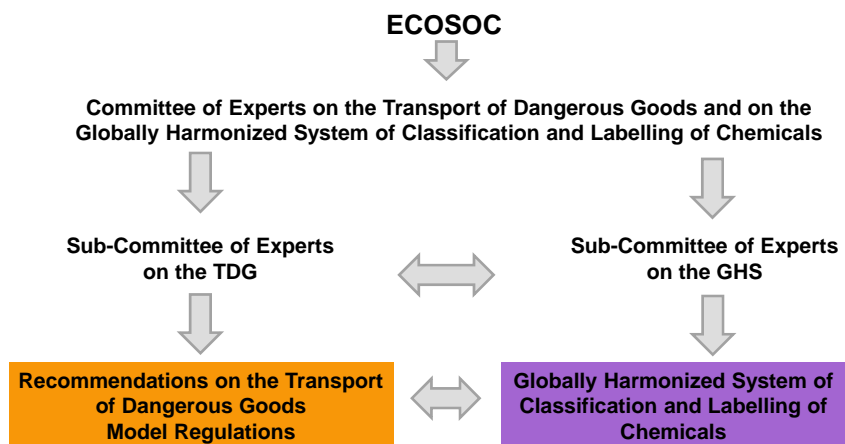 ECOSOC
Committee of Experts on the Transport of Dangerous Goods and on the
Globally Harmonized System of Classification and Labelling of Chemicals
Sub-Committee of Experts
on the TDG
Sub-Committee of Experts
on the GHS
Recommendations on the Transport
of Dangerous Goods
Model Regulations
Globally Harmonized System of
Classification and Labelling of
Chemicals